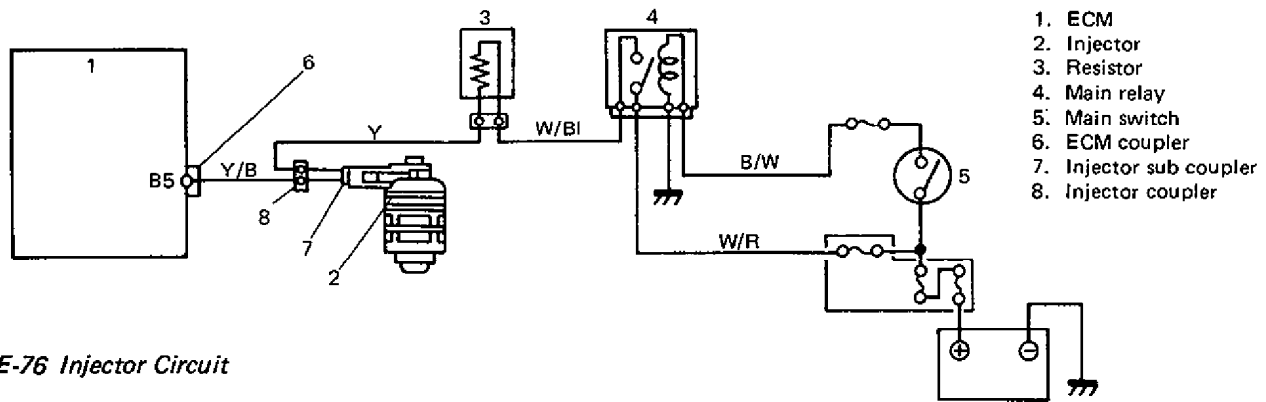 1. ECM
2. Injector
3. Resistor
4. Main relay
5. Main switch
6. ECM coupler
7. Injector sub coupler
8. Injector coupler
1
6
3
4
Y
W/Bl
B/W
5
B5
Y/B
8
7
2
W/R
+
−
E-76 Injector Circuit